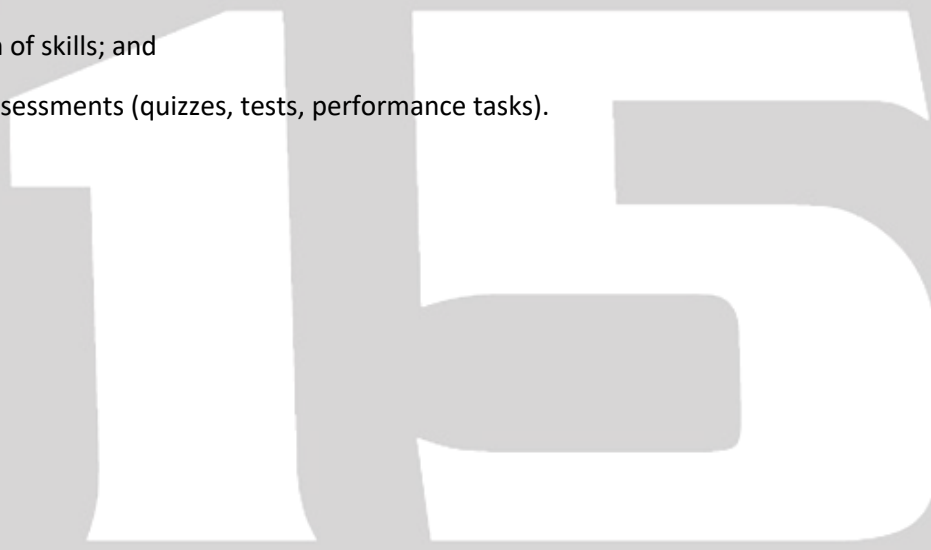 of skills; and
sessments (quizzes, tests, performance tasks).
15